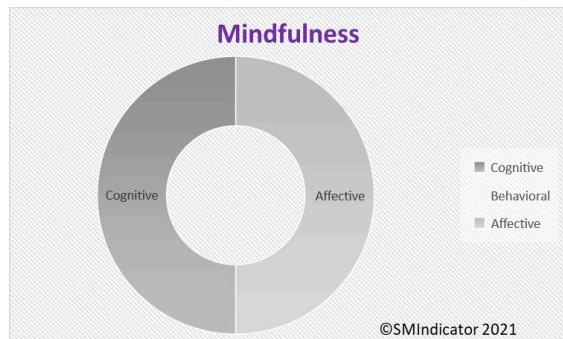 Mindfulness
Cognitive
Affective
Cognitive
Behavioral
Affective
©SMIndicator 2021